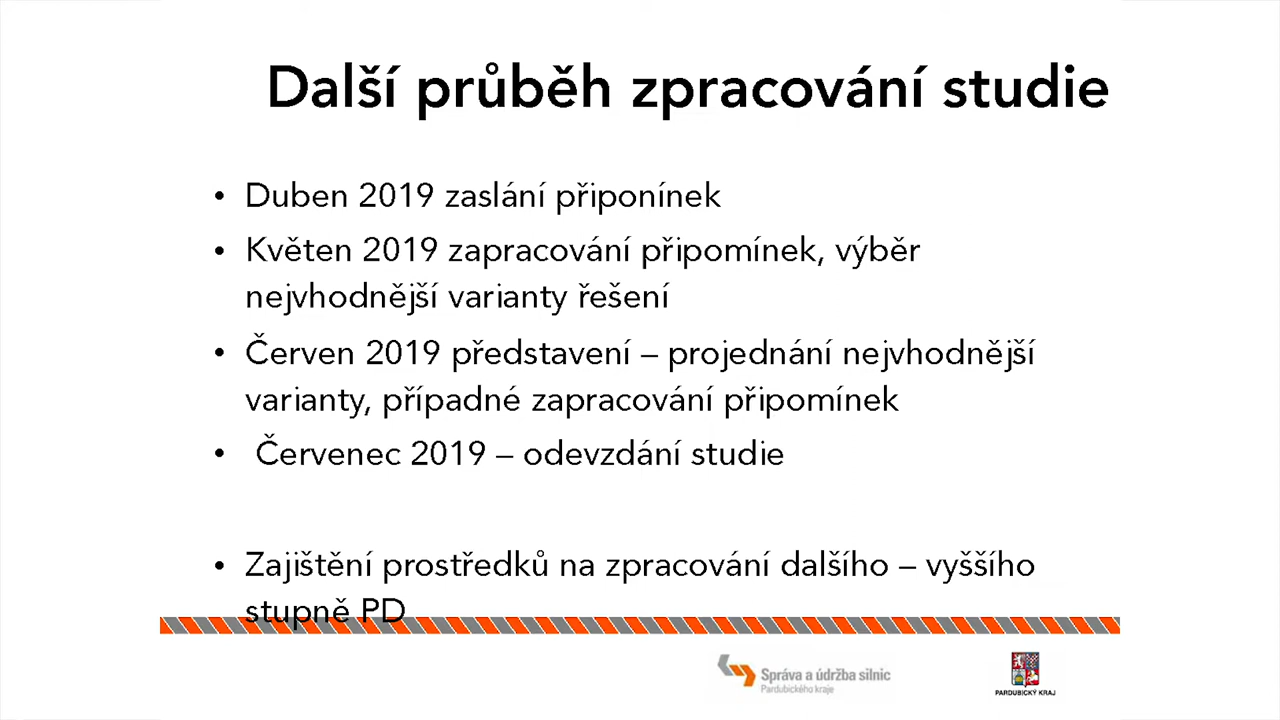 Další průběh zpracování studie
• Duben 2019 zaslání připonínek
• Květen 2019 zapracování připomínek, výběr
nejvhodnější varianty řešení
• Červen 2019 představení – projednání nejvhodnější
varianty, případné zapracování připomínek
• Červenec 2019 – odevzdání studie
• Zajištění prostředků na zpracování dalšího – vyššího
stupně PD
Správa a údržba silnic
Pardubického kraje
PARDUBICKÝ KRAJ